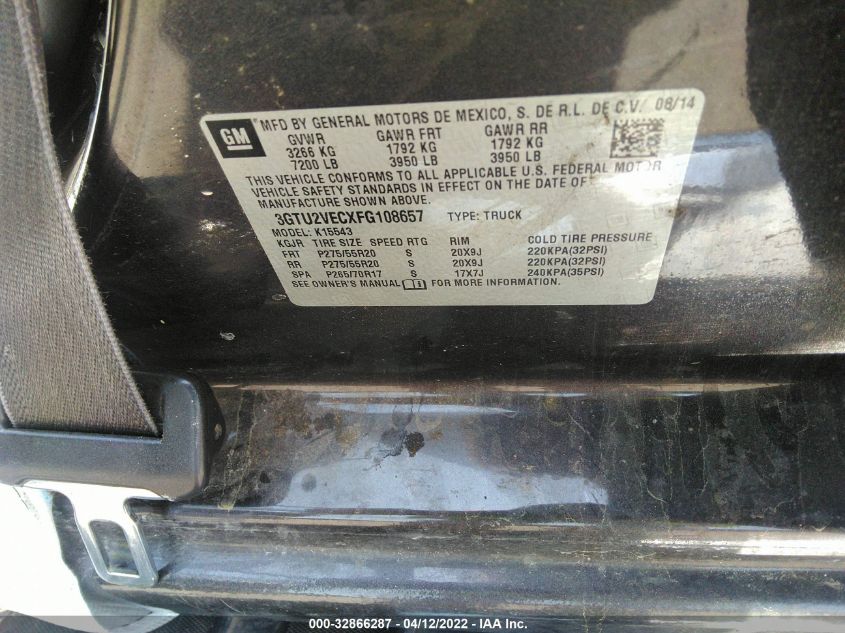 GM
MFD BY GENERAL MOTORS DE MEXICO, S. DE R.L. DE C.V. 08/14
GVWR GAWR FRT GAWR RR
3266 KG 1792 KG 1792 KG
7200 LB 3950 LB 3950 LB
THIS VEHICLE CONFORMS TO ALL APPLICABLE U.S. FEDERAL MOTOR
VEHICLE SAFETY STANDARDS IN EFFECT ON THE DATE OF
MANUFACTURE SHOWN ABOVE.
3GTU2VECXFG108657 TYPE: TRUCK
MODEL: K15543
KGJR TIRE SIZE SPEED RTG RIM COLD TIRE PRESSURE
FRT P275/55R20 S 20X9J 220KPA(32PSI)
RR P275/55R20 S 20X9J 220KPA(32PSI)
SPA P265/70R17 S 17X7J 240KPA(35PSI)
SEE OWNER'S MANUAL FOR MORE INFORMATION.
000-32866287 - 04/12/2022 - IAA Inc.